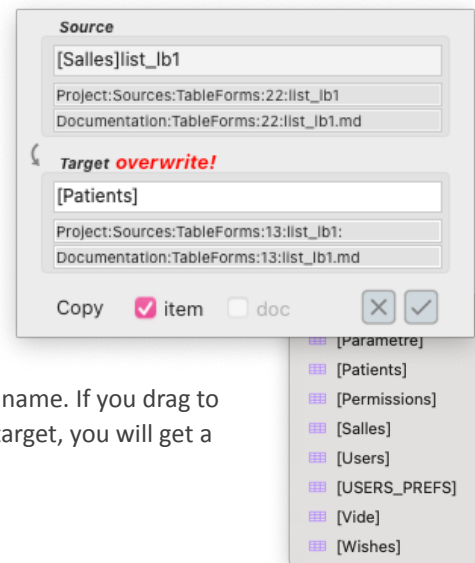 Source
[Salles]list_lb1
Project:Sources:TableForms:22:list_lb1
Documentation:TableForms:22:list_lb1.md
Target overwrite!
[Patients]
Project:Sources:TableForms:13:list_lb1:
Documentation:TableForms:13:list_lb1.md
Copy item doc
[Parametre]
[Patients]
[Permissions]
[Salles]
[Users]
[USERS_PREFS]
[Vide]
[Wishes]
name. If you drag to
target, you will get a